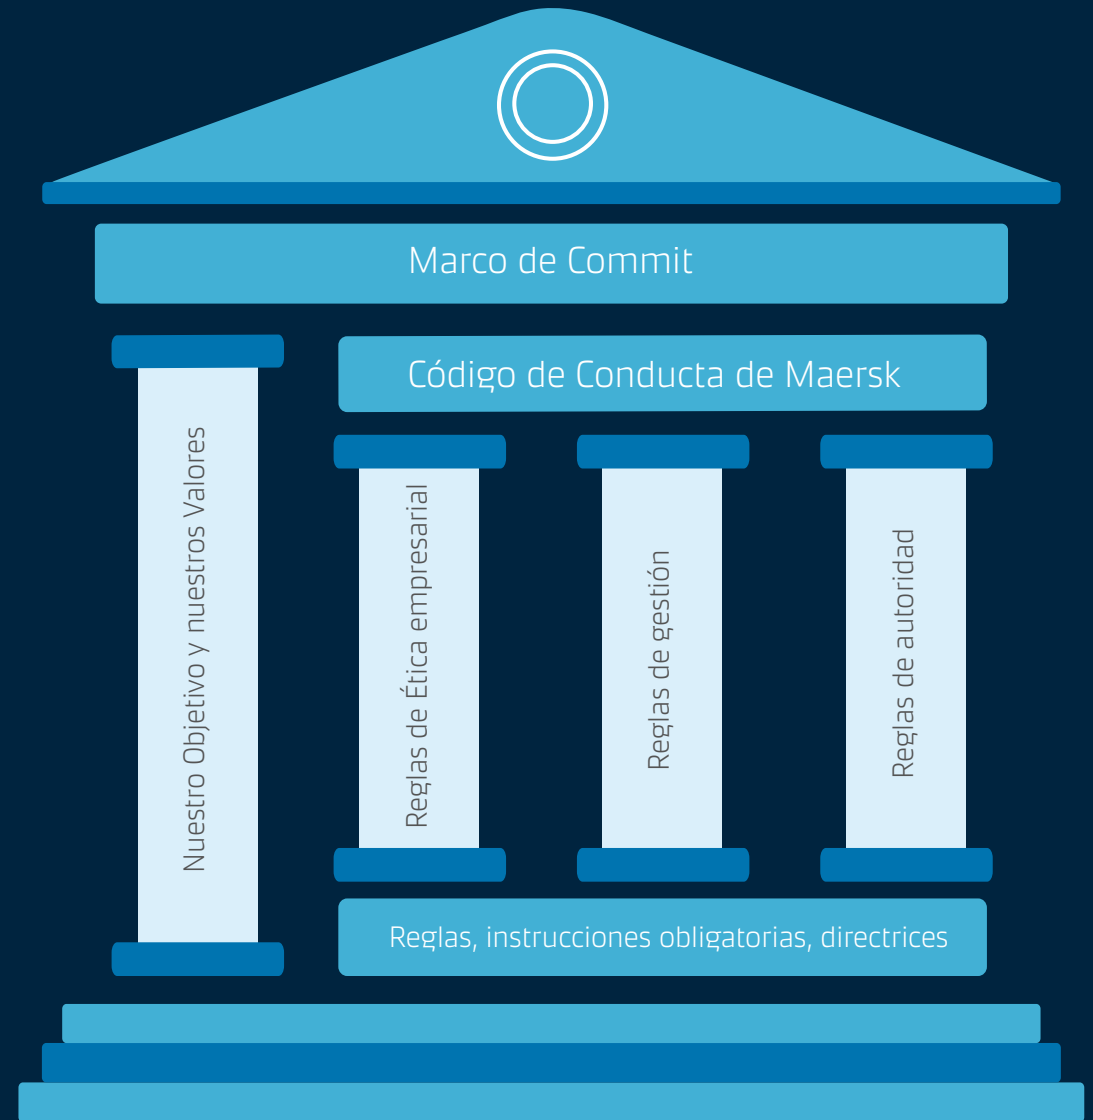 Marco de Commit
Código de Conducta de Maersk
Nuestro Objetivo y nuestros Valores
Reglas de Ética empresarial
Reglas de gestión
Reglas de autoridad
Reglas, instrucciones obligatorias, directrices